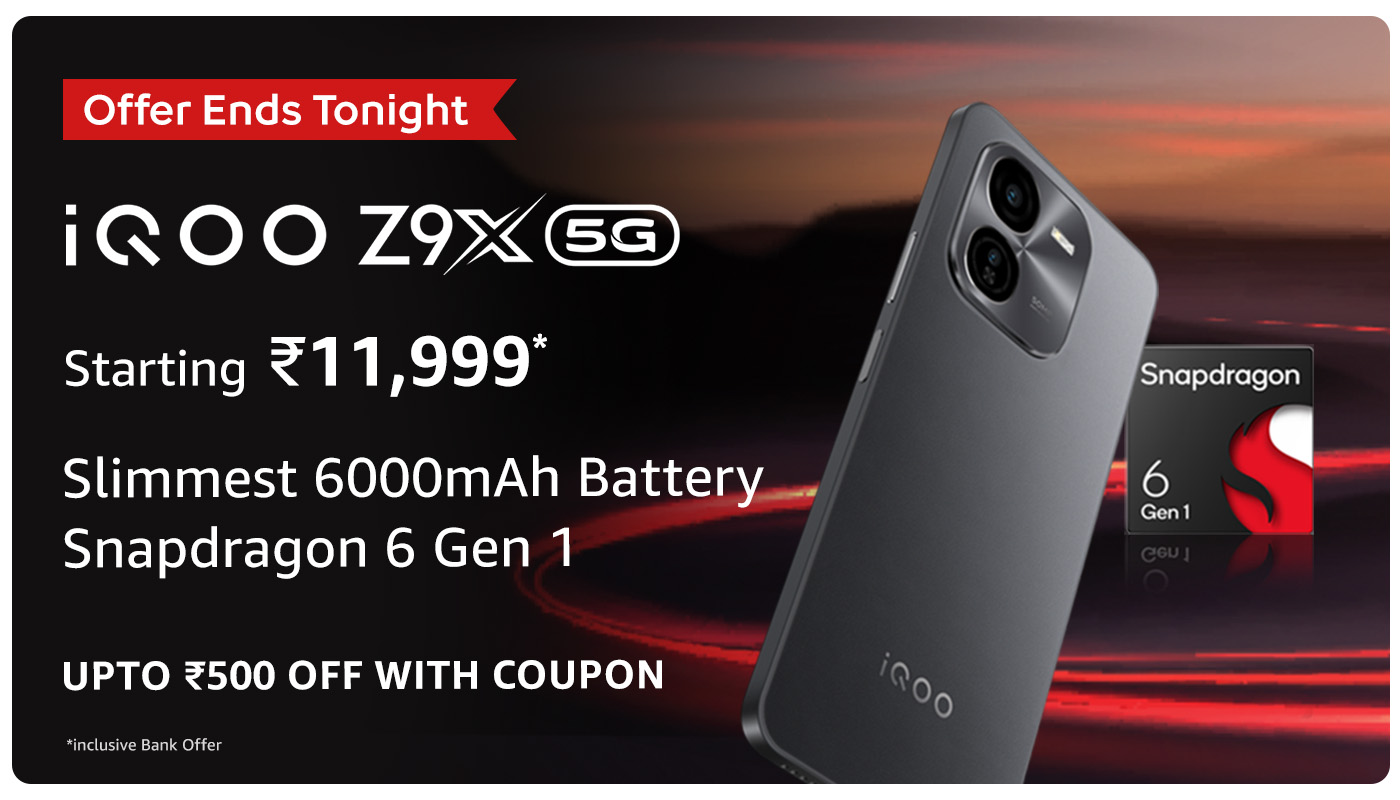 Offer Ends Tonight
iQOO Z9X 5G
Starting ₹11,999*
Slimmest 6000mAh Battery
Snapdragon 6 Gen 1
UPTO ₹500 OFF WITH COUPON
*inclusive Bank Offer
iQOO
Snapdragon
6
Gen 1